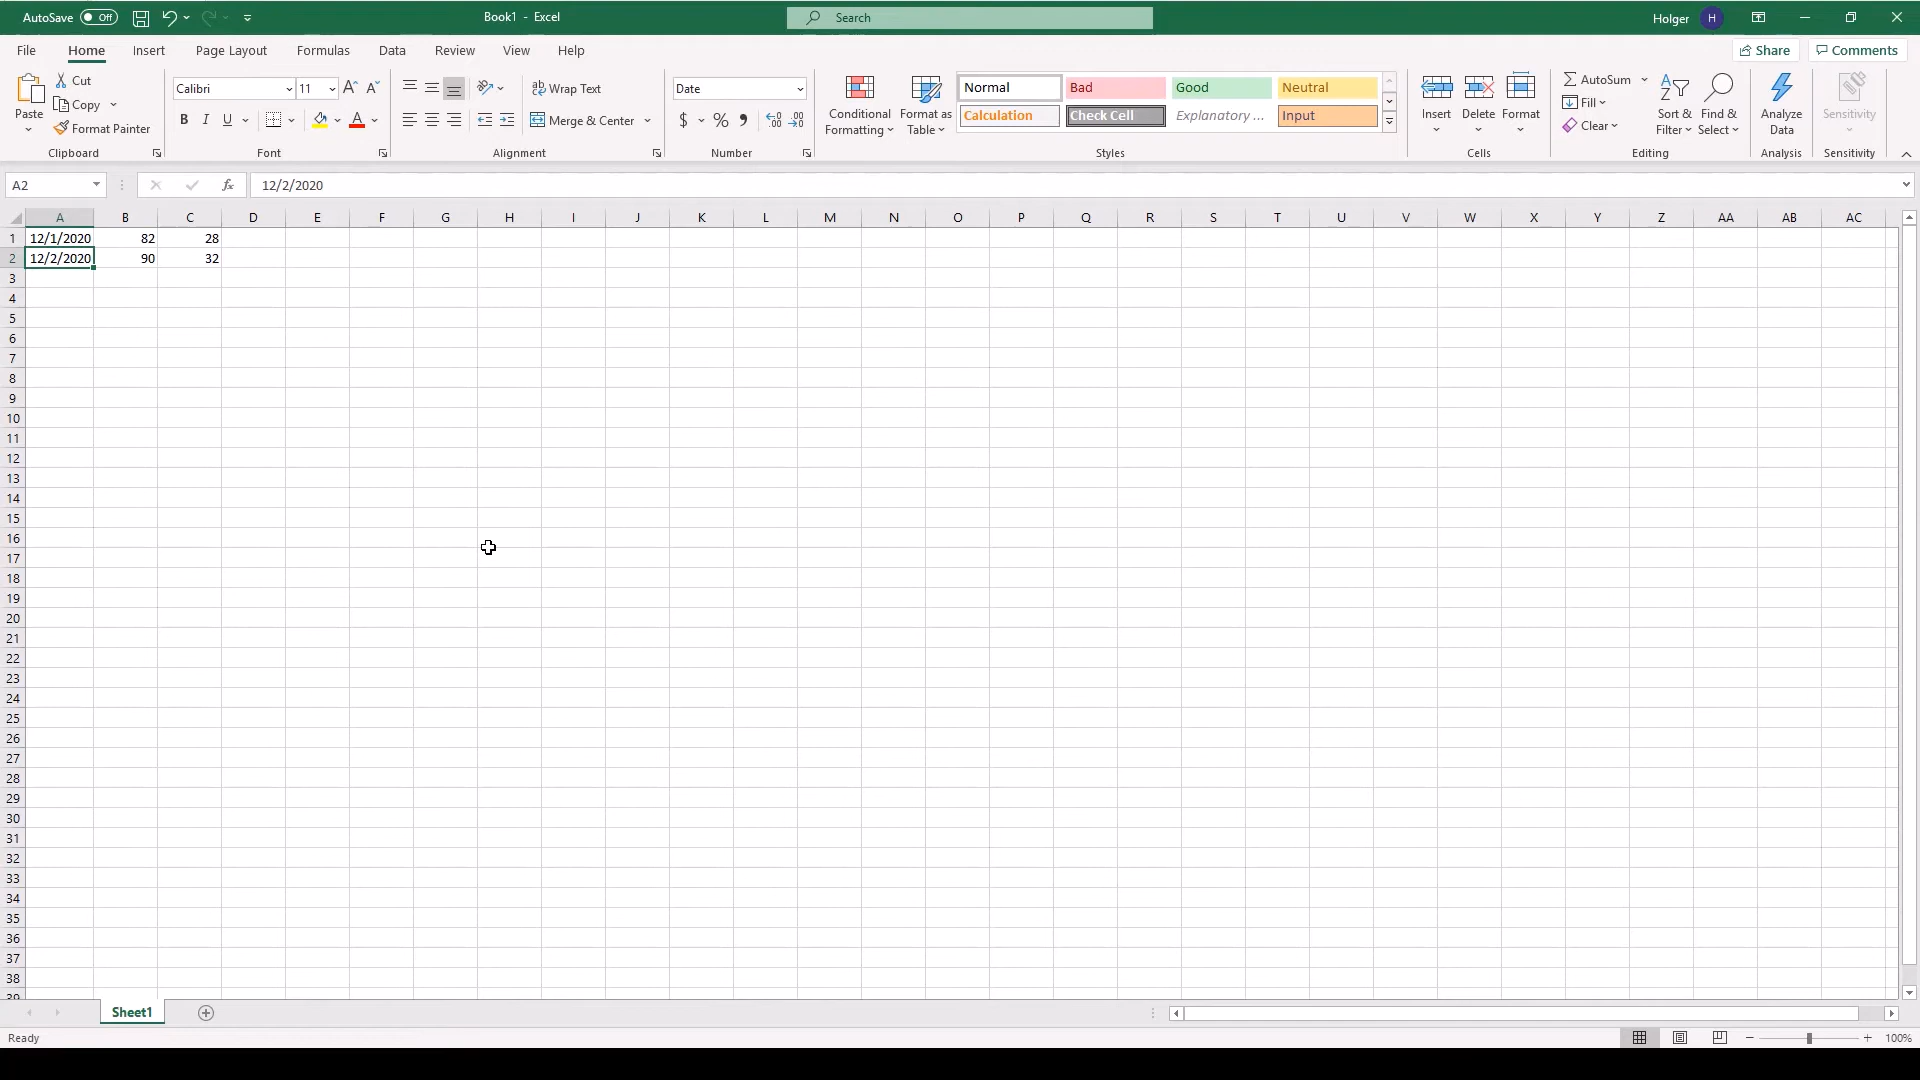 AutoSave Off Book1 - Excel Search Holger H
File Home Insert Page Layout Formulas Data Review View Help Share Comments
Paste Cut Copy Format Painter
Clipboard
Calibri 11 A A
B I U A
Font
ab Wrap Text
Merge & Center
Alignment
Date
$ % 9
Number
Conditional Formatting
Format as Table
Normal Bad Good Neutral
Calculation Check Cell Explanatory ... Input
Styles
Insert Delete Format
Cells
AutoSum
Fill
Clear
Sort & Filter
Find & Select
Editing
Analyze Data
Analysis
Sensitivity
Sensitivity
A2 fx 12/2/2020
A B C D E F G H I J K L M N O P Q R S T U V W X Y Z AA AB AC
1 12/1/2020 82 28
2 12/2/2020 90 32
3
4
5
6
7
8
9
10
11
12
13
14
15
16
17
18
19
20
21
22
23
24
25
26
27
28
29
30
31
32
33
34
35
36
37
38
39
Sheet1
Ready 100%